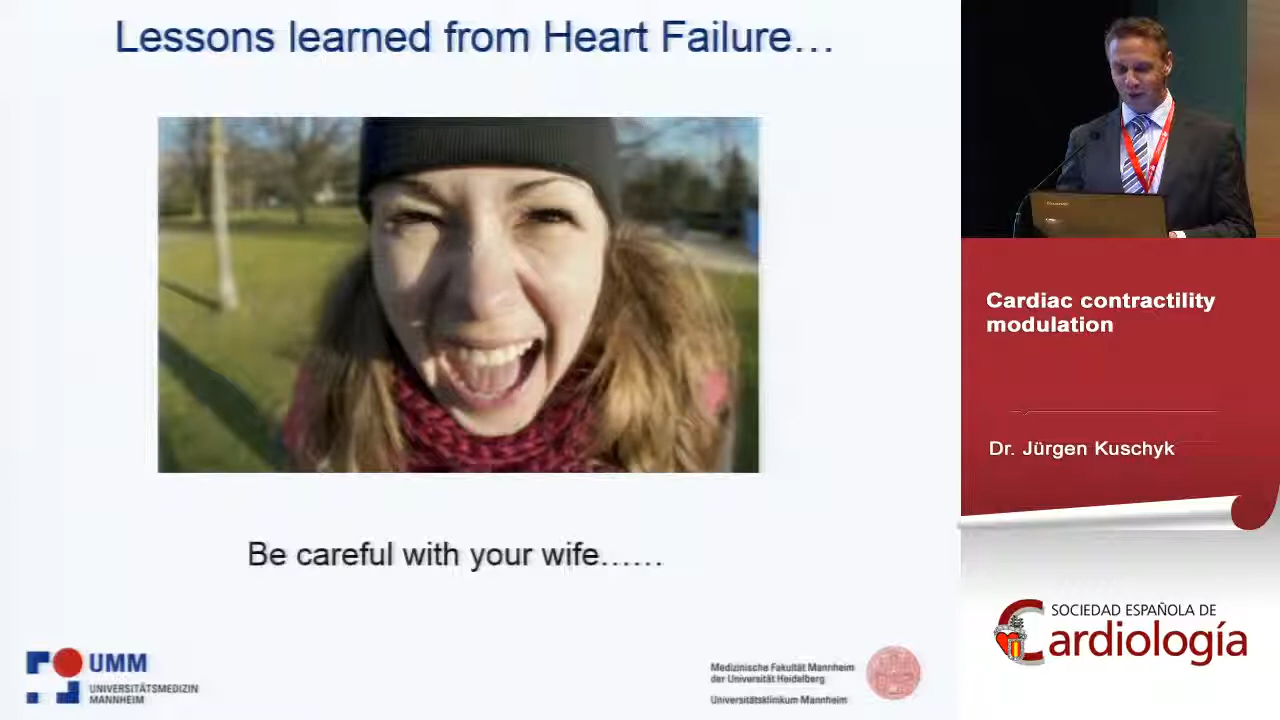 Lessons learned from Heart Failure…
Be careful with your wife……
UMM
UNIVERSITÄTSMEDIZIN
MANNHEIM
Medizinische Fakultät Mannheim
der Universität Heidelberg
Universitätsklinikum Mannheim
Cardiac contractility
modulation
Dr. Jürgen Kuschyk
SOCIEDAD ESPAÑOLA DE
Cardiología